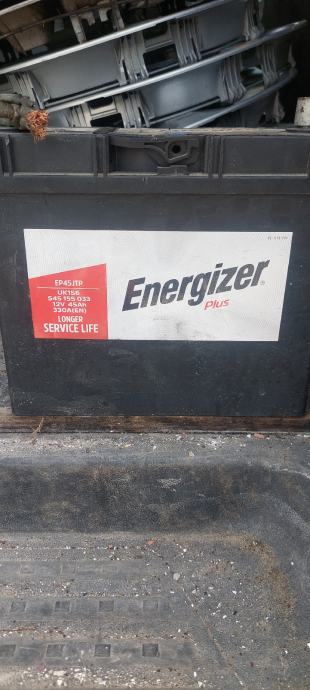 EP45JTP
UK156
545 155 033
12V 45AH
330A(EN)
LONGER
SERVICE LIFE
Energizer
Plus